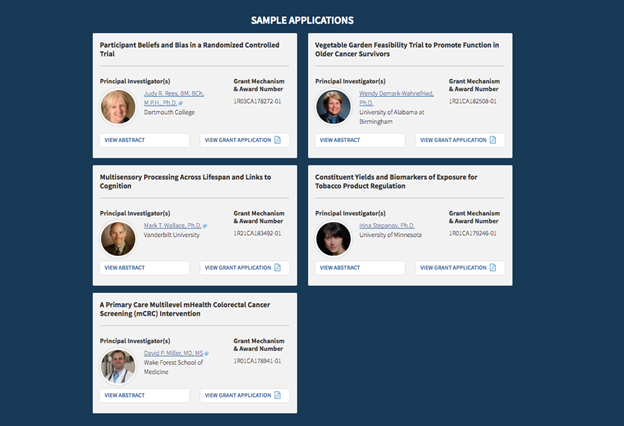 SAMPLE APPLICATIONS
Participant Beliefs and Bias in a Randomized Controlled
Trial
Principal Investigator(s)
Judy R. Rees, BM, BCh,
M.P.H., Ph.D.
Dartmouth College
Grant Mechanism
& Award Number
1R03CA178272-01
VIEW ABSTRACT
VIEW GRANT APPLICATION
Vegetable Garden Feasibility Trial to Promote Function in
Older Cancer Survivors
Principal Investigator(s)
Wendy Demark-Wahnefried,
Ph.D.
University of Alabama at
Birmingham
Grant Mechanism
& Award Number
1R21CA182508-01
VIEW ABSTRACT
VIEW GRANT APPLICATION
Multisensory Processing Across Lifespan and Links to
Cognition
Principal Investigator(s)
Mark T. Wallace, Ph.D.
Vanderbilt University
Grant Mechanism
& Award Number
1R21CA183492-01
VIEW ABSTRACT
VIEW GRANT APPLICATION
Constituent Yields and Biomarkers of Exposure for
Tobacco Product Regulation
Principal Investigator(s)
Irina Stepanov, Ph.D.
University of Minnesota
Grant Mechanism
& Award Number
1R01CA179246-01
VIEW ABSTRACT
VIEW GRANT APPLICATION
A Primary Care Multilevel mHealth Colorectal Cancer
Screening (mCRC) Intervention
Principal Investigator(s)
David P. Miller, MD, MS
Wake Forest School of
Medicine
Grant Mechanism
& Award Number
1R01CA178941-01
VIEW ABSTRACT
VIEW GRANT APPLICATION